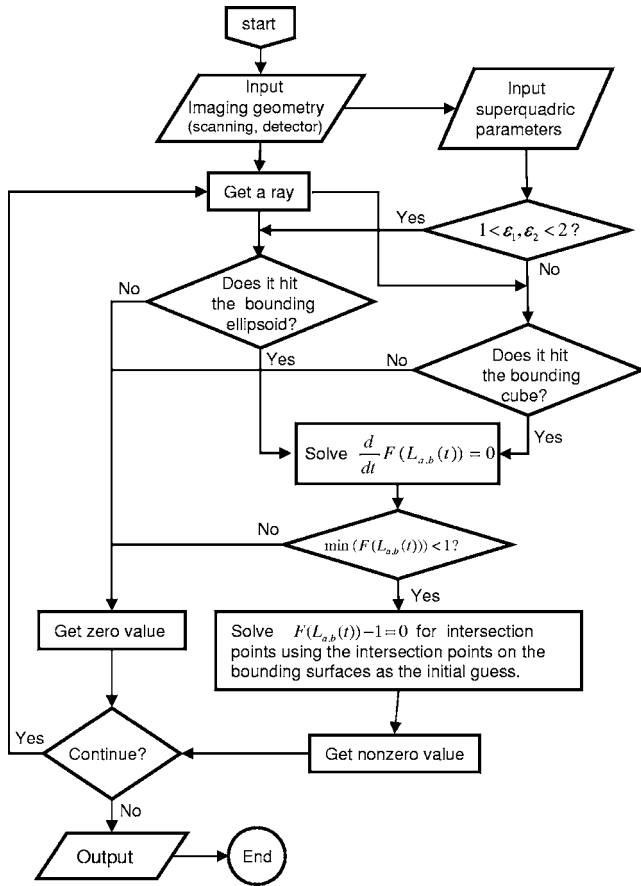 start
Input
Imaging geometry
(scanning, detector)
Input
superquadric
parameters
Get a ray
Yes
1 < ε₁, ε₂ < 2 ?
No
No
Does it hit
the bounding
ellipsoid?
Yes
No
Does it hit
the bounding
cube?
Yes
Solve d/dt F(L_{a,b}(t)) = 0
No
min (F(L_{a,b}(t))) < 1?
Yes
Get zero value
Solve F(L_{a,b}(t))−1=0 for intersection
points using the intersection points on the
bounding surfaces as the initial guess.
Yes
Continue?
Get nonzero value
No
Output
End